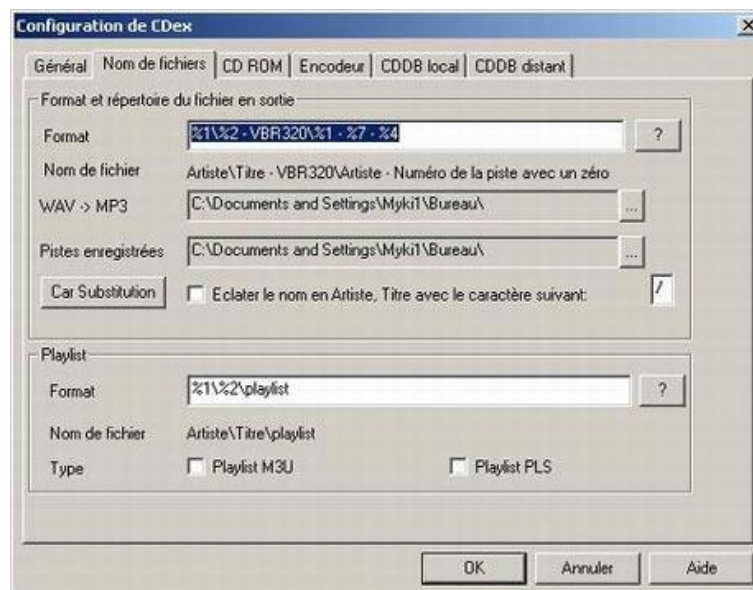 Configuration de CDex
Général Nom de fichiers CD ROM Encodeur CDDB local CDDB distant
Format et répertoire du fichier en sortie
Format %1\%2 - VBR320\%1 - %7 - %4 ?
Nom de fichier Artiste\Titre - VBR320\Artiste - Numéro de la piste avec un zéro
WAV -> MP3 C:\Documents and Settings\Myki1\Bureau\ ...
Pistes enregistrées C:\Documents and Settings\Myki1\Bureau\ ...
Car Substitution Eclater le nom en Artiste, Titre avec le caractère suivant: /
Playlist
Format %1\%2\playlist ?
Nom de fichier Artiste\Titre\playlist
Type Playlist M3U Playlist PLS
OK Annuler Aide